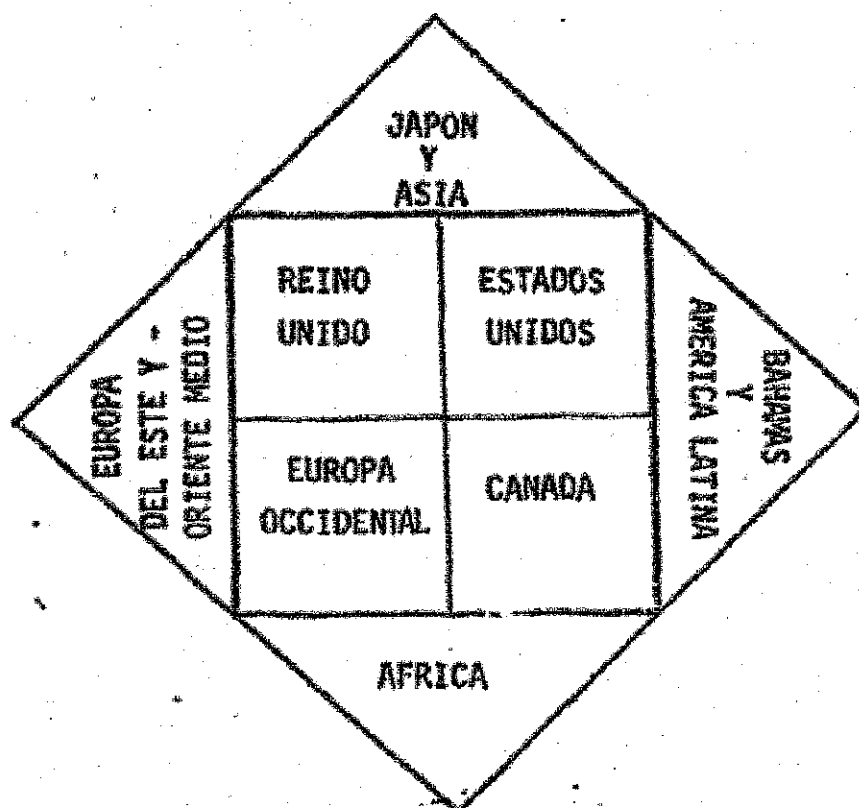 JAPON
Y
ASIA
REINO
UNIDO
ESTADOS
UNIDOS
EUROPA
DEL ESTE Y -
ORIENTE MEDIO
BAHAMAS
Y
AMERICA LATINA
EUROPA
OCCIDENTAL
CANADA
AFRICA